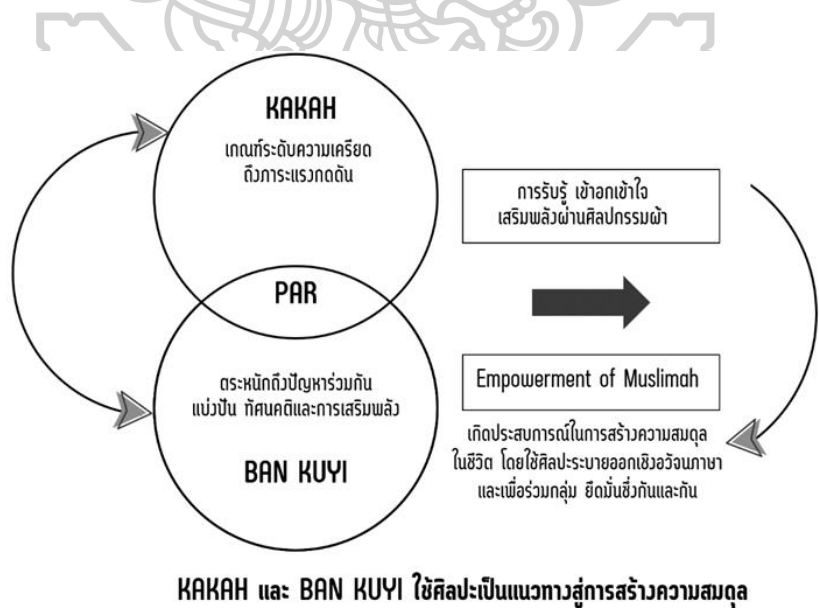 KAKAH
เกณฑ์ระดับความเครียด
ถึงภาระแรงกดดัน
PAR
ตระหนักถึงปัญหาร่วมกัน
แบ่งปัน ทัศนคติและการเสริมพลัง
BAN KUYI
การรับรู้ เข้าอกเข้าใจ
เสริมพลังผ่านศิลปกรรมผ้า
Empowerment of Muslimah
เกิดประสบการณ์ในการสร้างความสมดุล
ในชีวิต โดยใช้ศิลประบายออกเชิงอวัจนภาษา
และเพื่อร่วมกลุ่ม ยึดมั่นซึ่งกันและกัน
KAKAH และ BAN KUYI ใช้ศิลปะเป็นแนวทางสู่การสร้างความสมดุล